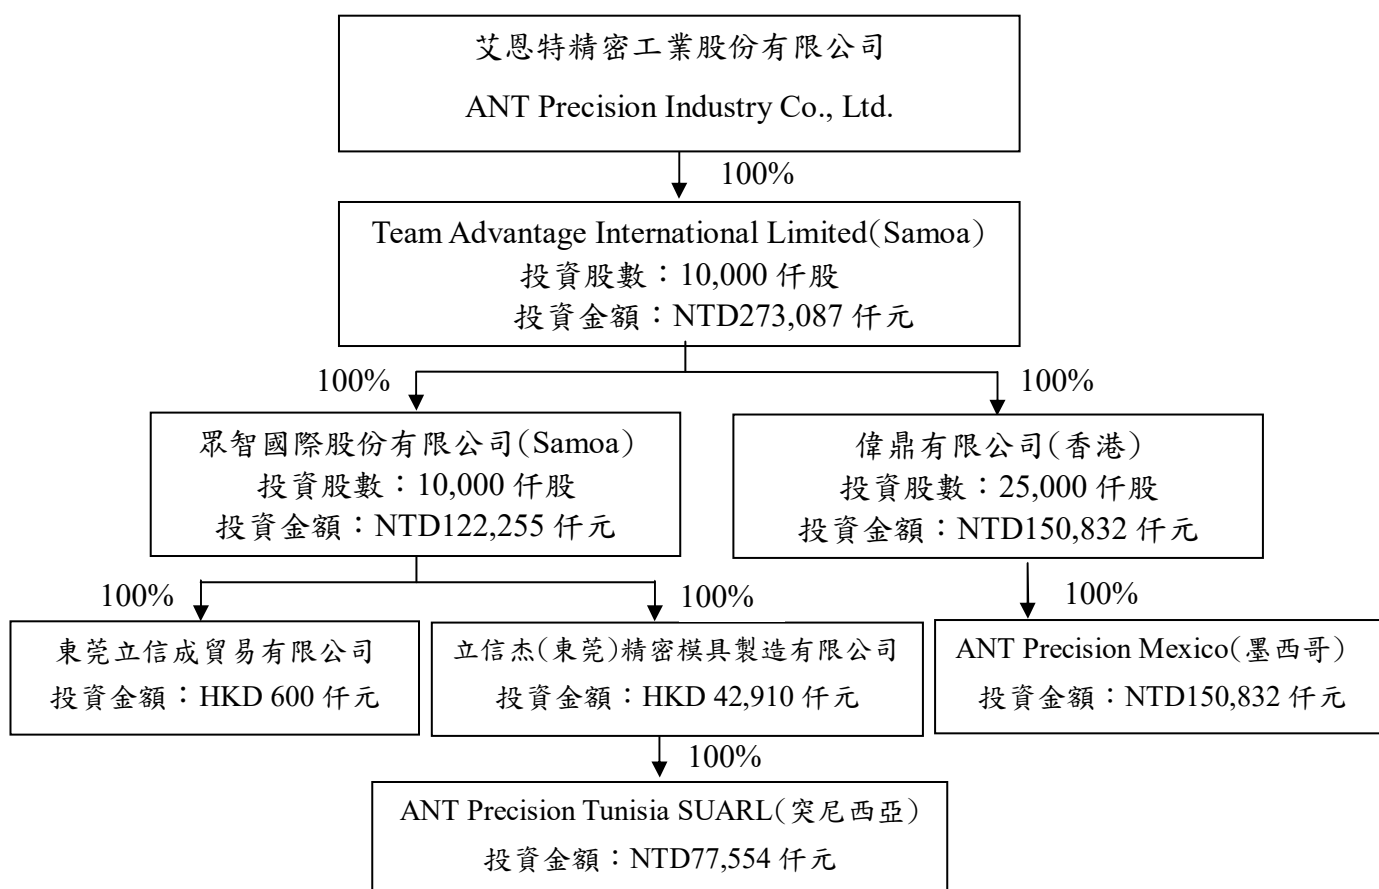 艾恩特精密工業股份有限公司
ANT Precision Industry Co., Ltd.
100%
Team Advantage International Limited(Samoa)
投資股數：10,000 仟股
投資金額：NTD273,087 仟元
100%
100%
眾智國際股份有限公司(Samoa)
投資股數：10,000 仟股
投資金額：NTD122,255 仟元
偉鼎有限公司(香港)
投資股數：25,000 仟股
投資金額：NTD150,832 仟元
100%
100%
100%
東莞立信成貿易有限公司
投資金額：HKD 600 仟元
立信杰(東莞)精密模具製造有限公司
投資金額：HKD 42,910 仟元
ANT Precision Mexico(墨西哥)
投資金額：NTD150,832 仟元
100%
ANT Precision Tunisia SUARL(突尼西亞)
投資金額：NTD77,554 仟元